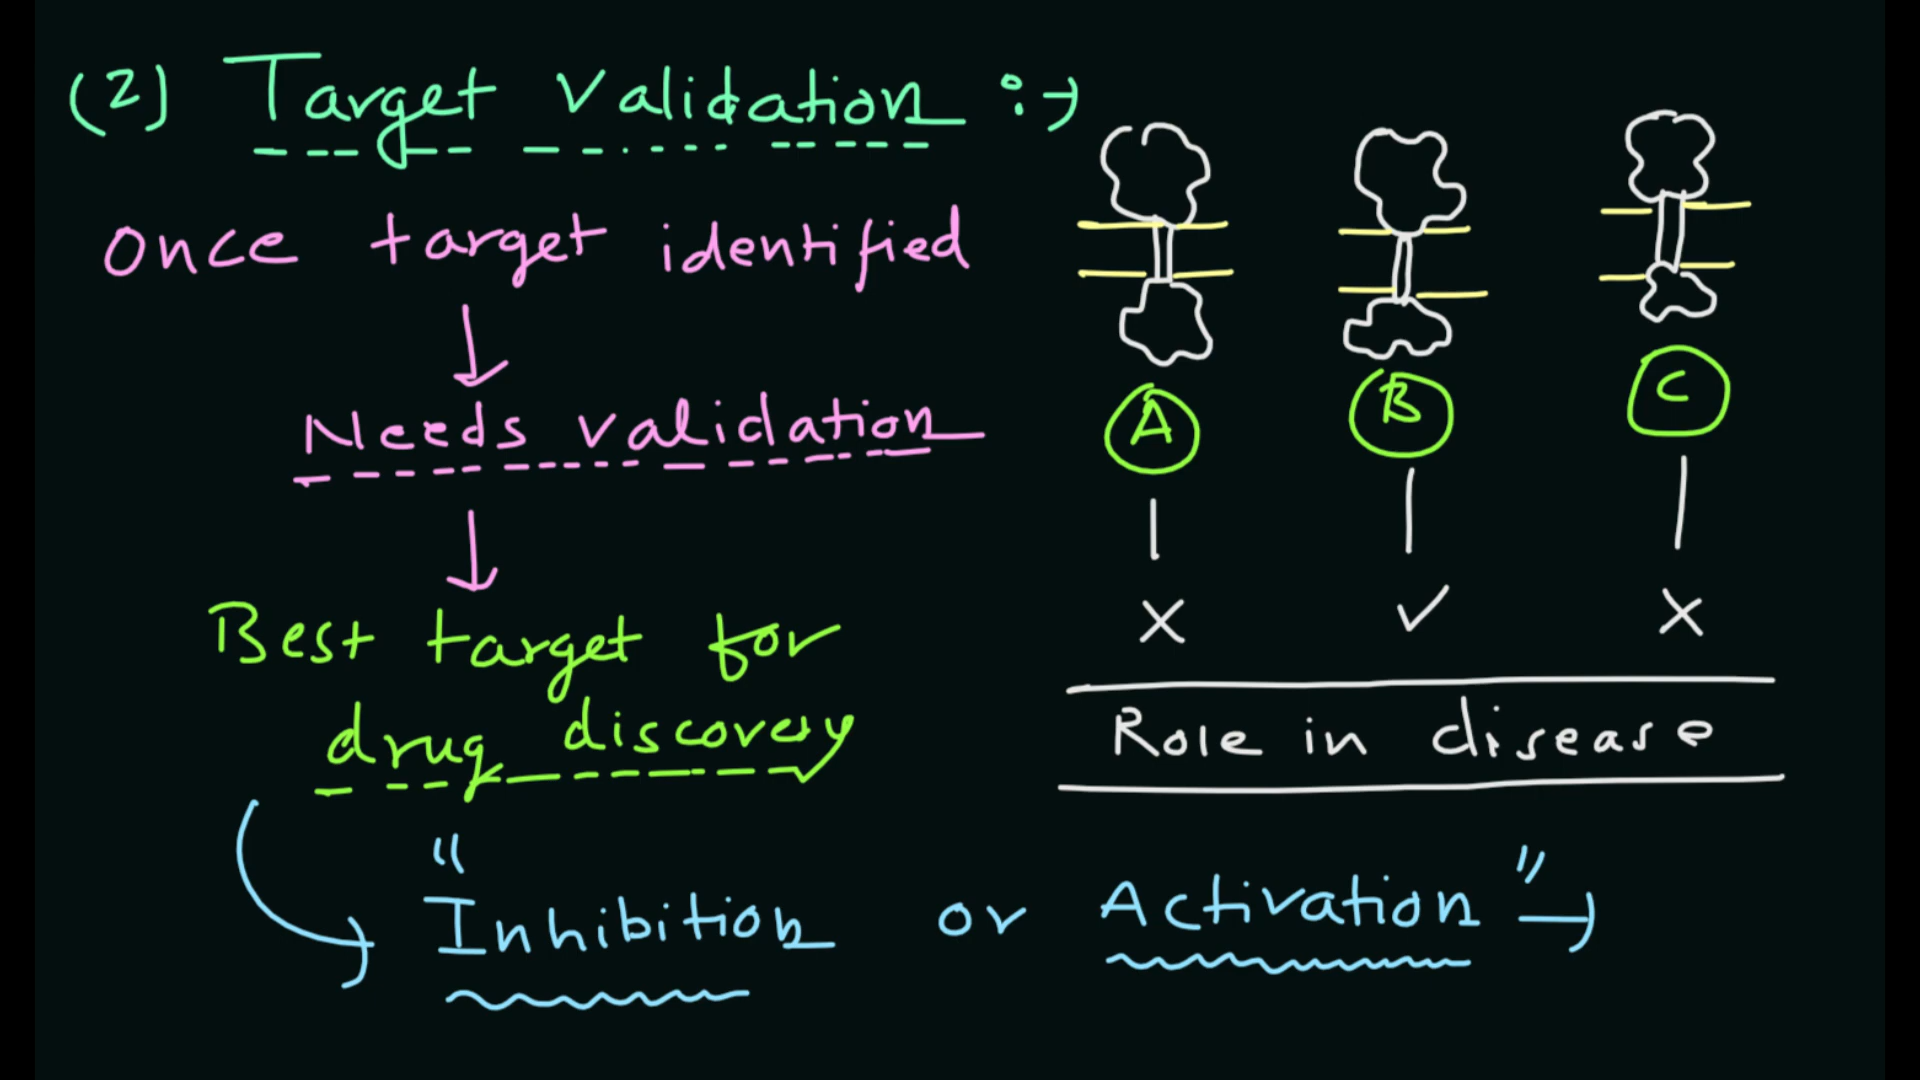 (2) Target Validation :→
once target identified
↓
Needs validation
↓
Best target for
drug discovery
A B C
X ✓ X
Role in disease
"Inhibition or Activation" →